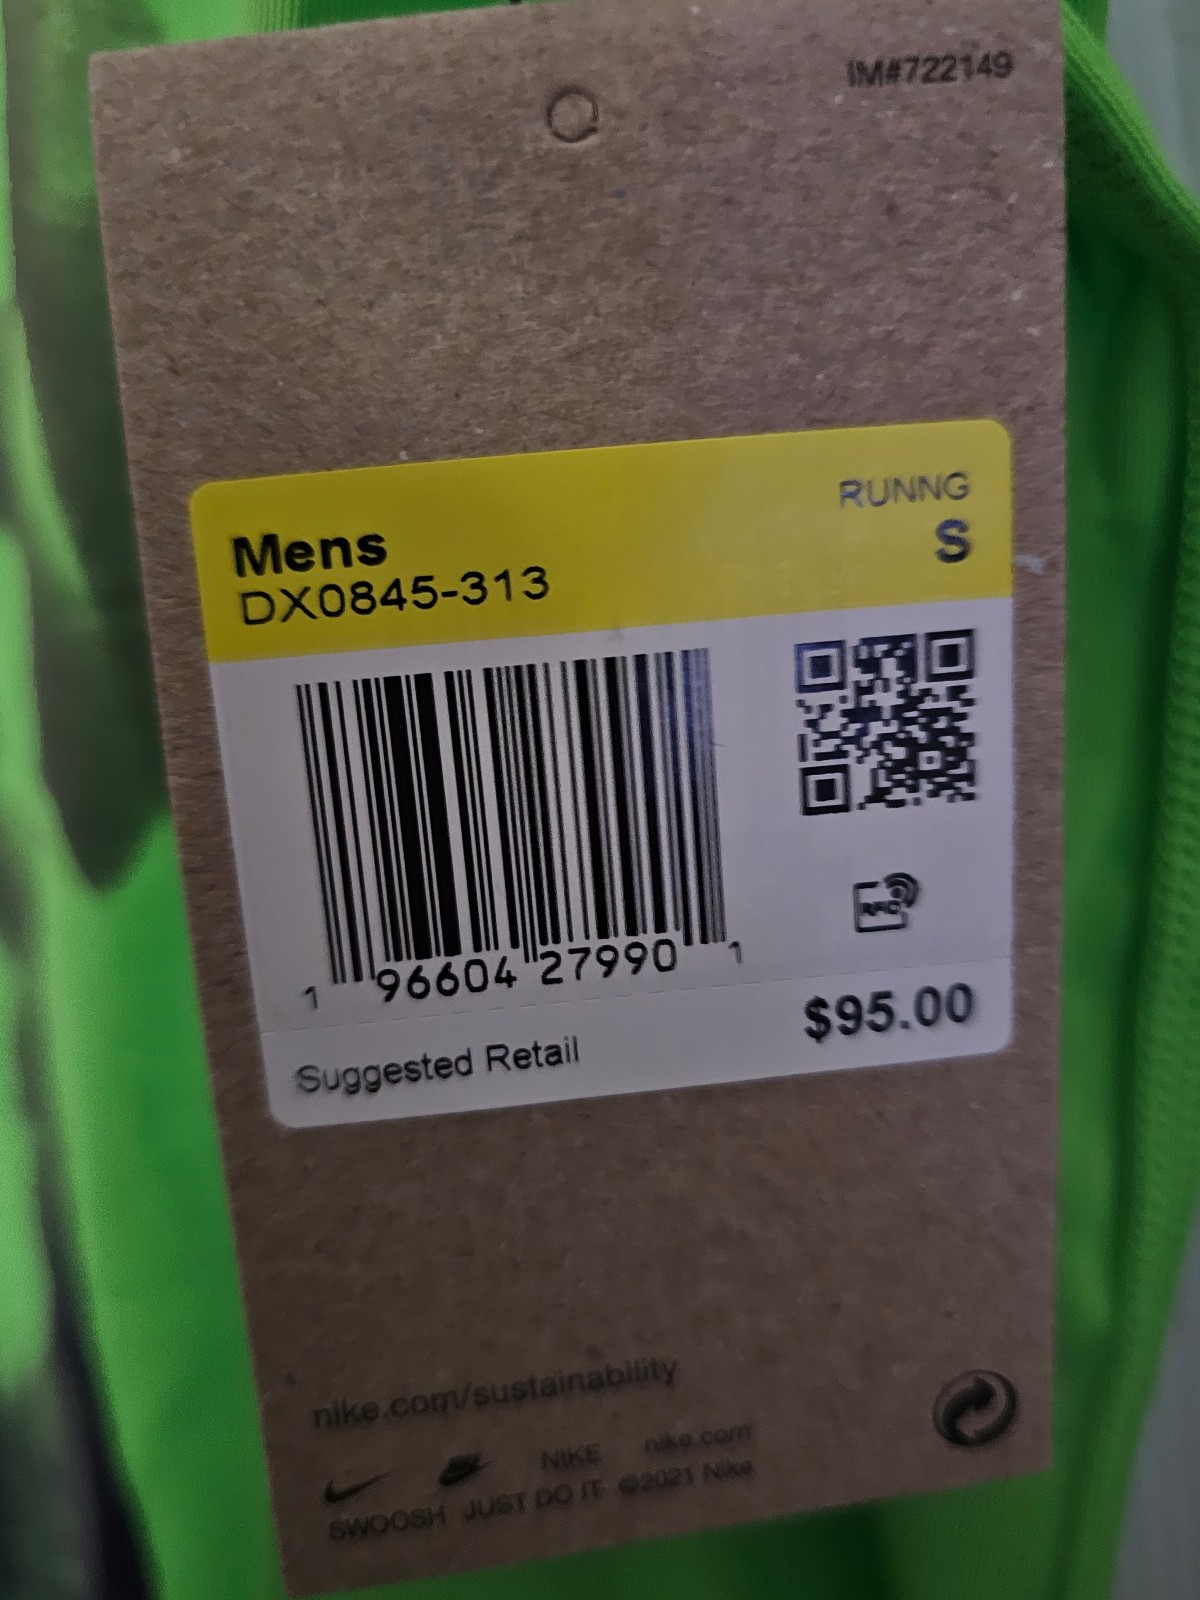 IM#722149
RUNNG
Mens
S
DX0845-313
1 96604 27990 1
RFID
$95.00
Suggested Retail
nike.com/sustainability
NIKE nike.com
SWOOSH JUST DO IT ©2021 Nike